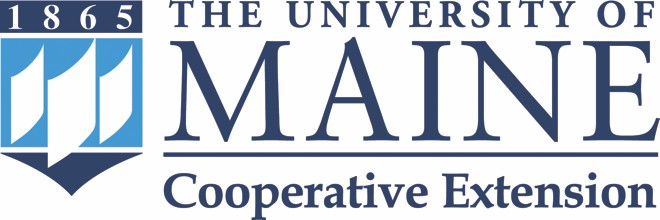 1865
THE UNIVERSITY OF
MAINE
Cooperative Extension